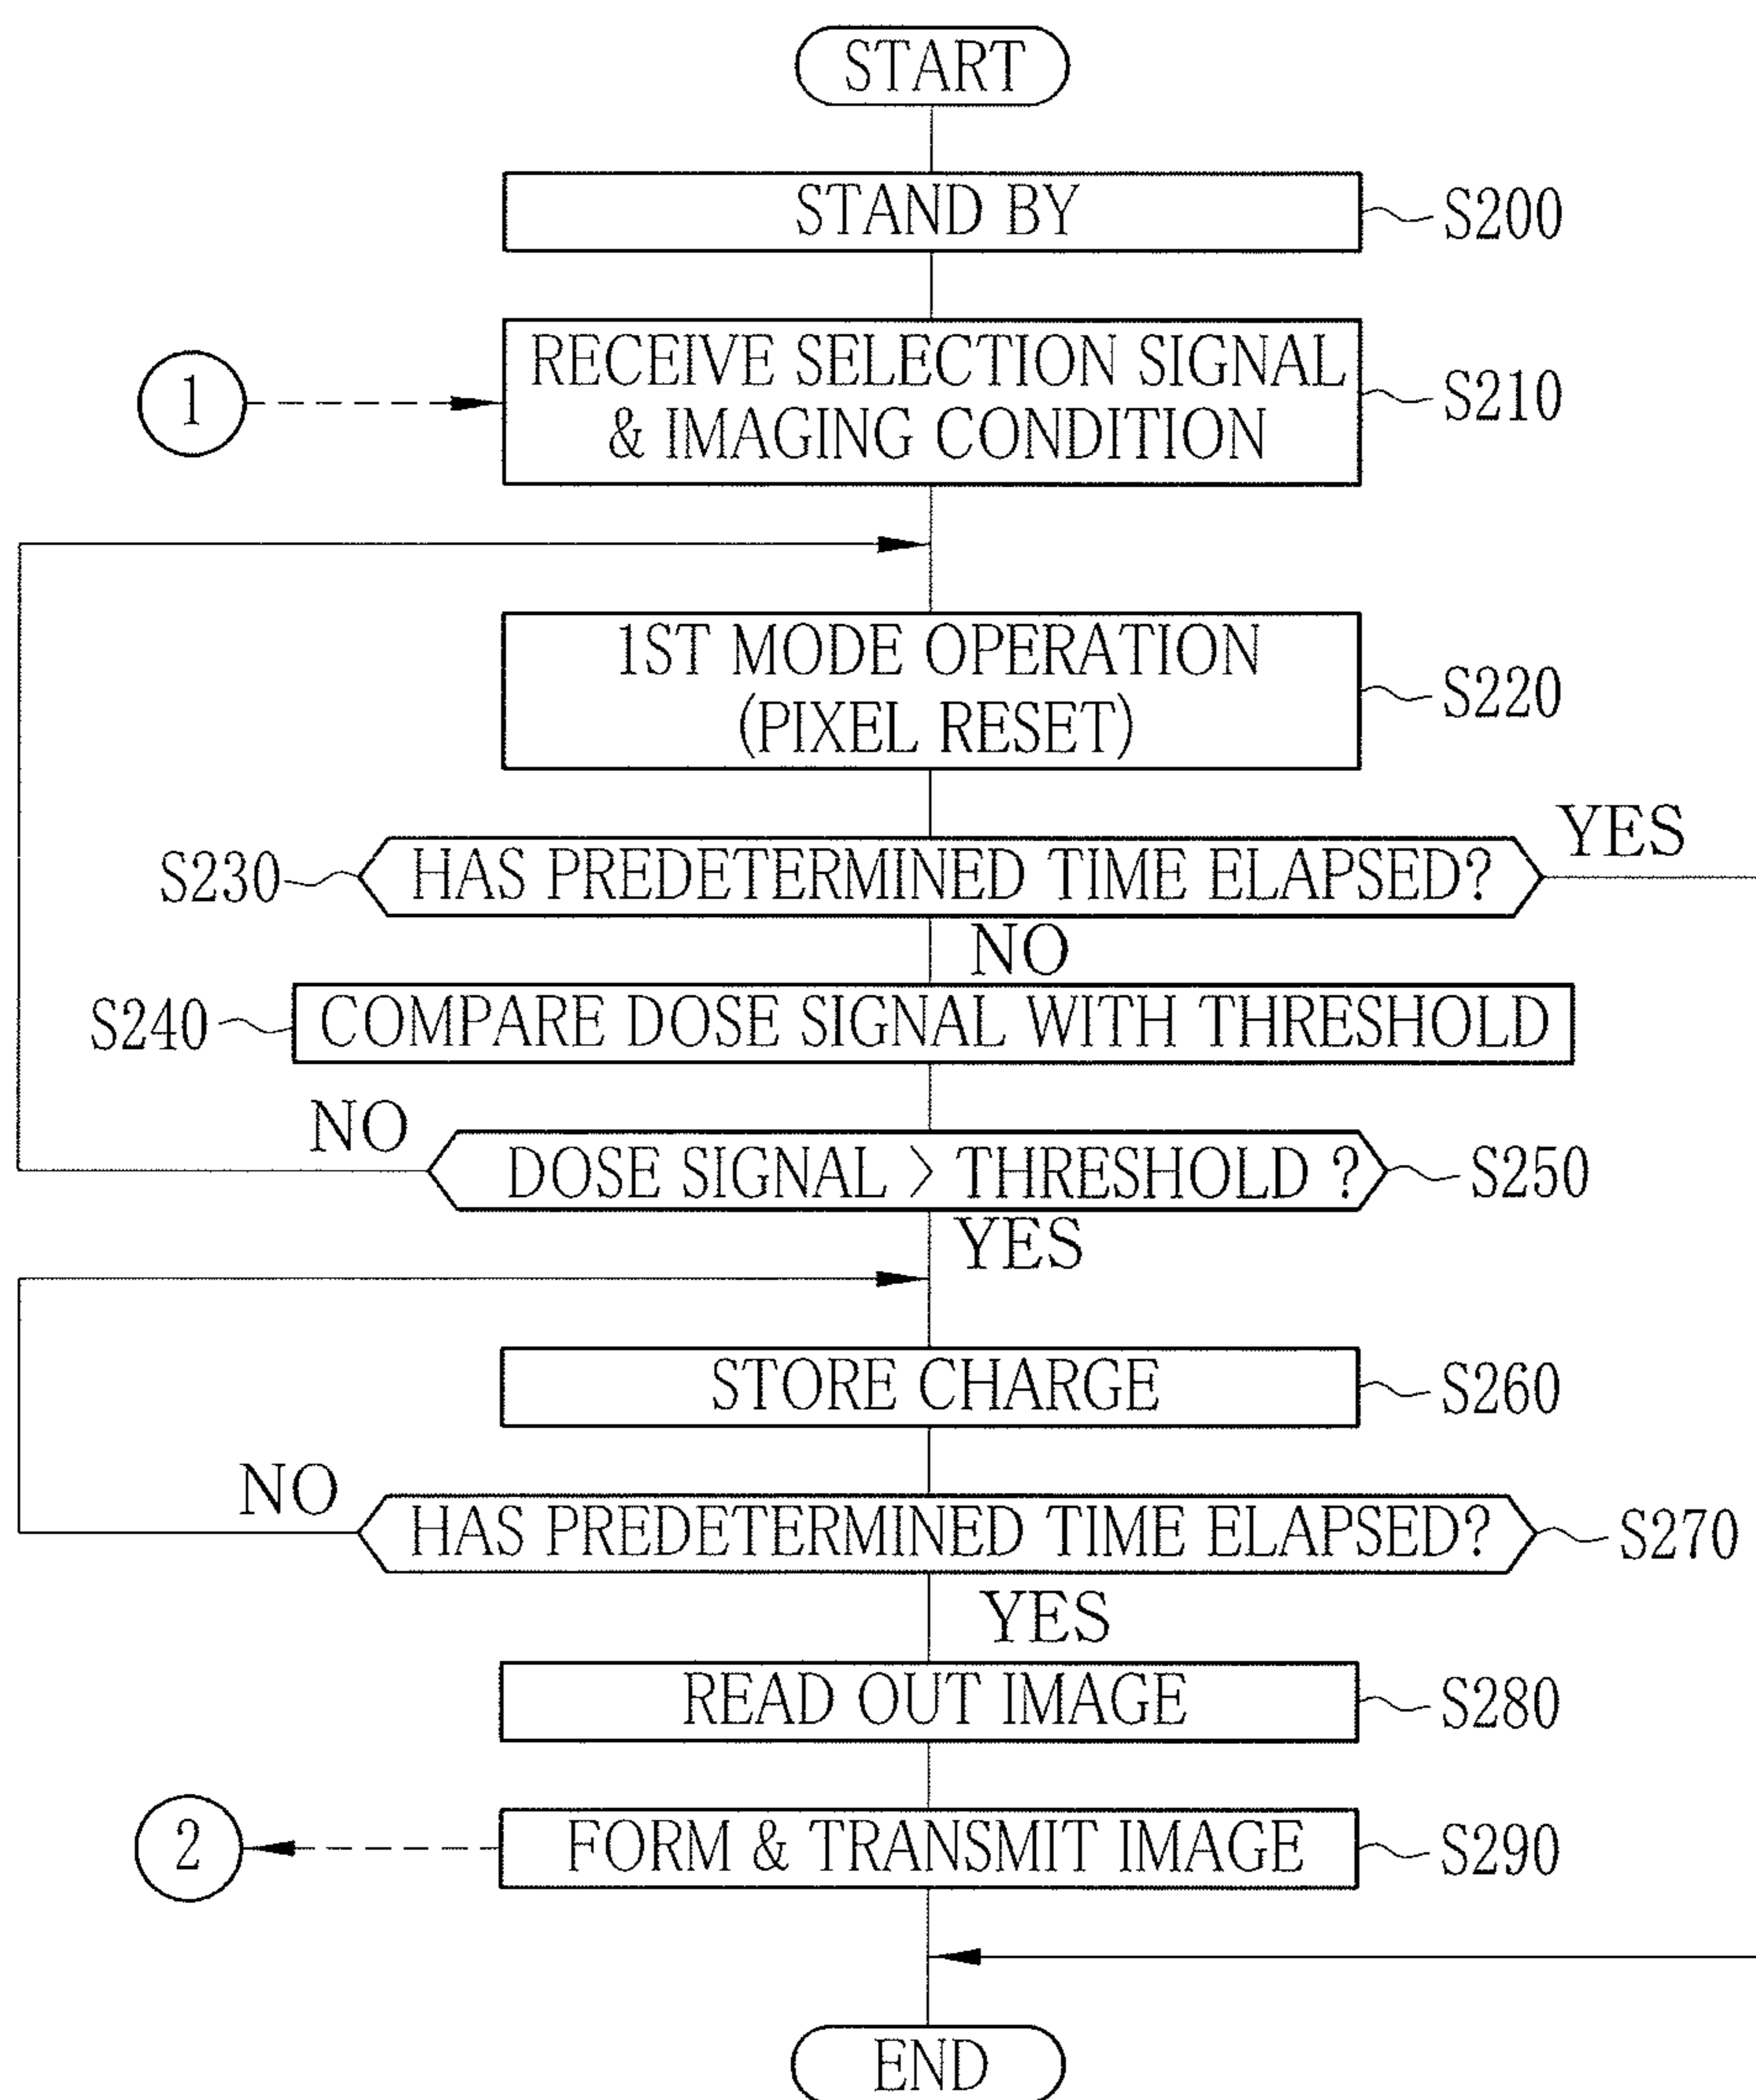 START
STAND BY
S200
1
RECEIVE SELECTION SIGNAL
& IMAGING CONDITION
S210
1ST MODE OPERATION
(PIXEL RESET)
S220
S230
HAS PREDETERMINED TIME ELAPSED?
YES
NO
S240
COMPARE DOSE SIGNAL WITH THRESHOLD
NO
DOSE SIGNAL > THRESHOLD ?
S250
YES
STORE CHARGE
S260
NO
HAS PREDETERMINED TIME ELAPSED?
S270
YES
READ OUT IMAGE
S280
2
FORM & TRANSMIT IMAGE
S290
END